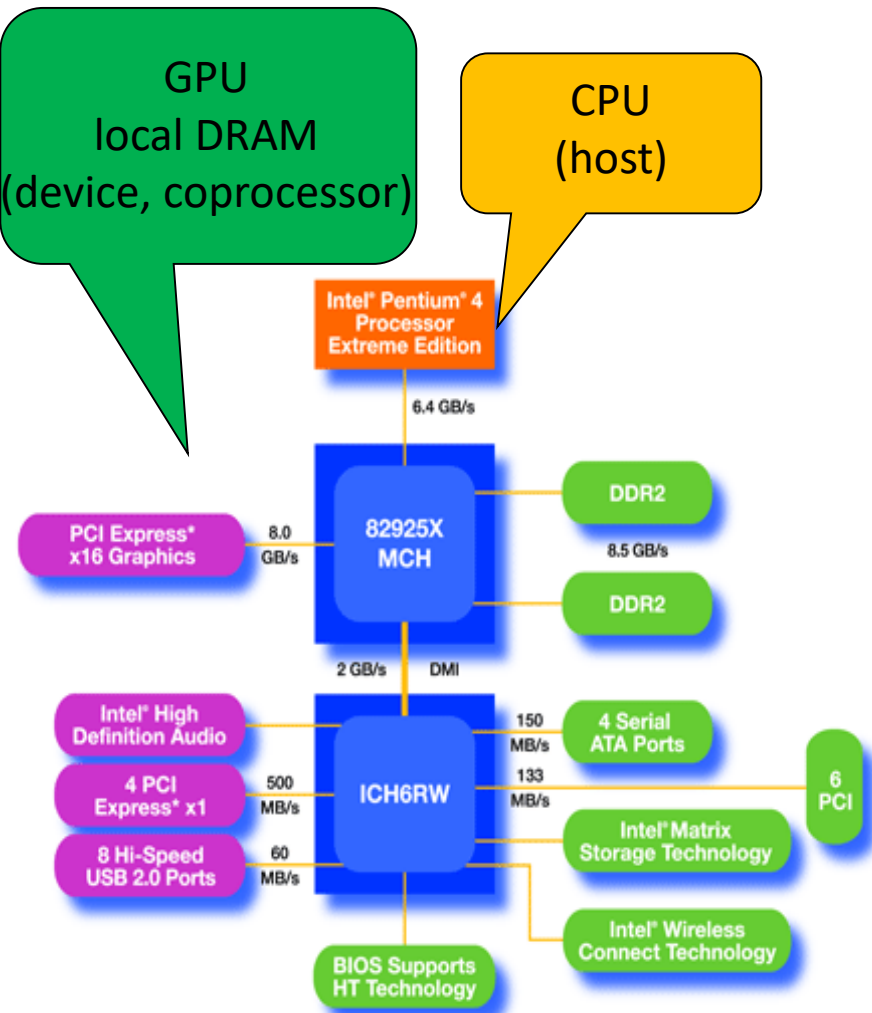 GPU
local DRAM
(device, coprocessor)
CPU
(host)
Intel® Pentium® 4
Processor
Extreme Edition
6.4 GB/s
PCI Express*
x16 Graphics
8.0
GB/s
82925X
MCH
DDR2
8.5 GB/s
DDR2
2 GB/s
DMI
Intel® High
Definition Audio
4 PCI
Express* x1
500
MB/s
8 Hi-Speed
USB 2.0 Ports
60
MB/s
ICH6RW
150
MB/s
4 Serial
ATA Ports
133
MB/s
6
PCI
Intel® Matrix
Storage Technology
Intel® Wireless
Connect Technology
BIOS Supports
HT Technology